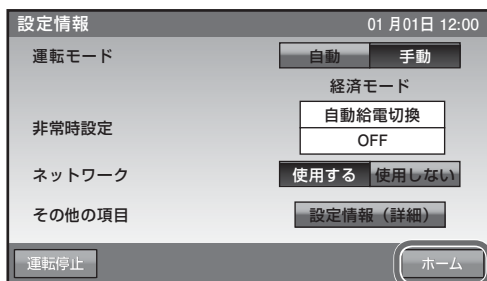 設定情報 01月01日 12:00
運転モード 自動 手動
経済モード
非常時設定 自動給電切換
OFF
ネットワーク 使用する 使用しない
その他の項目 設定情報（詳細）
運転停止 ホーム